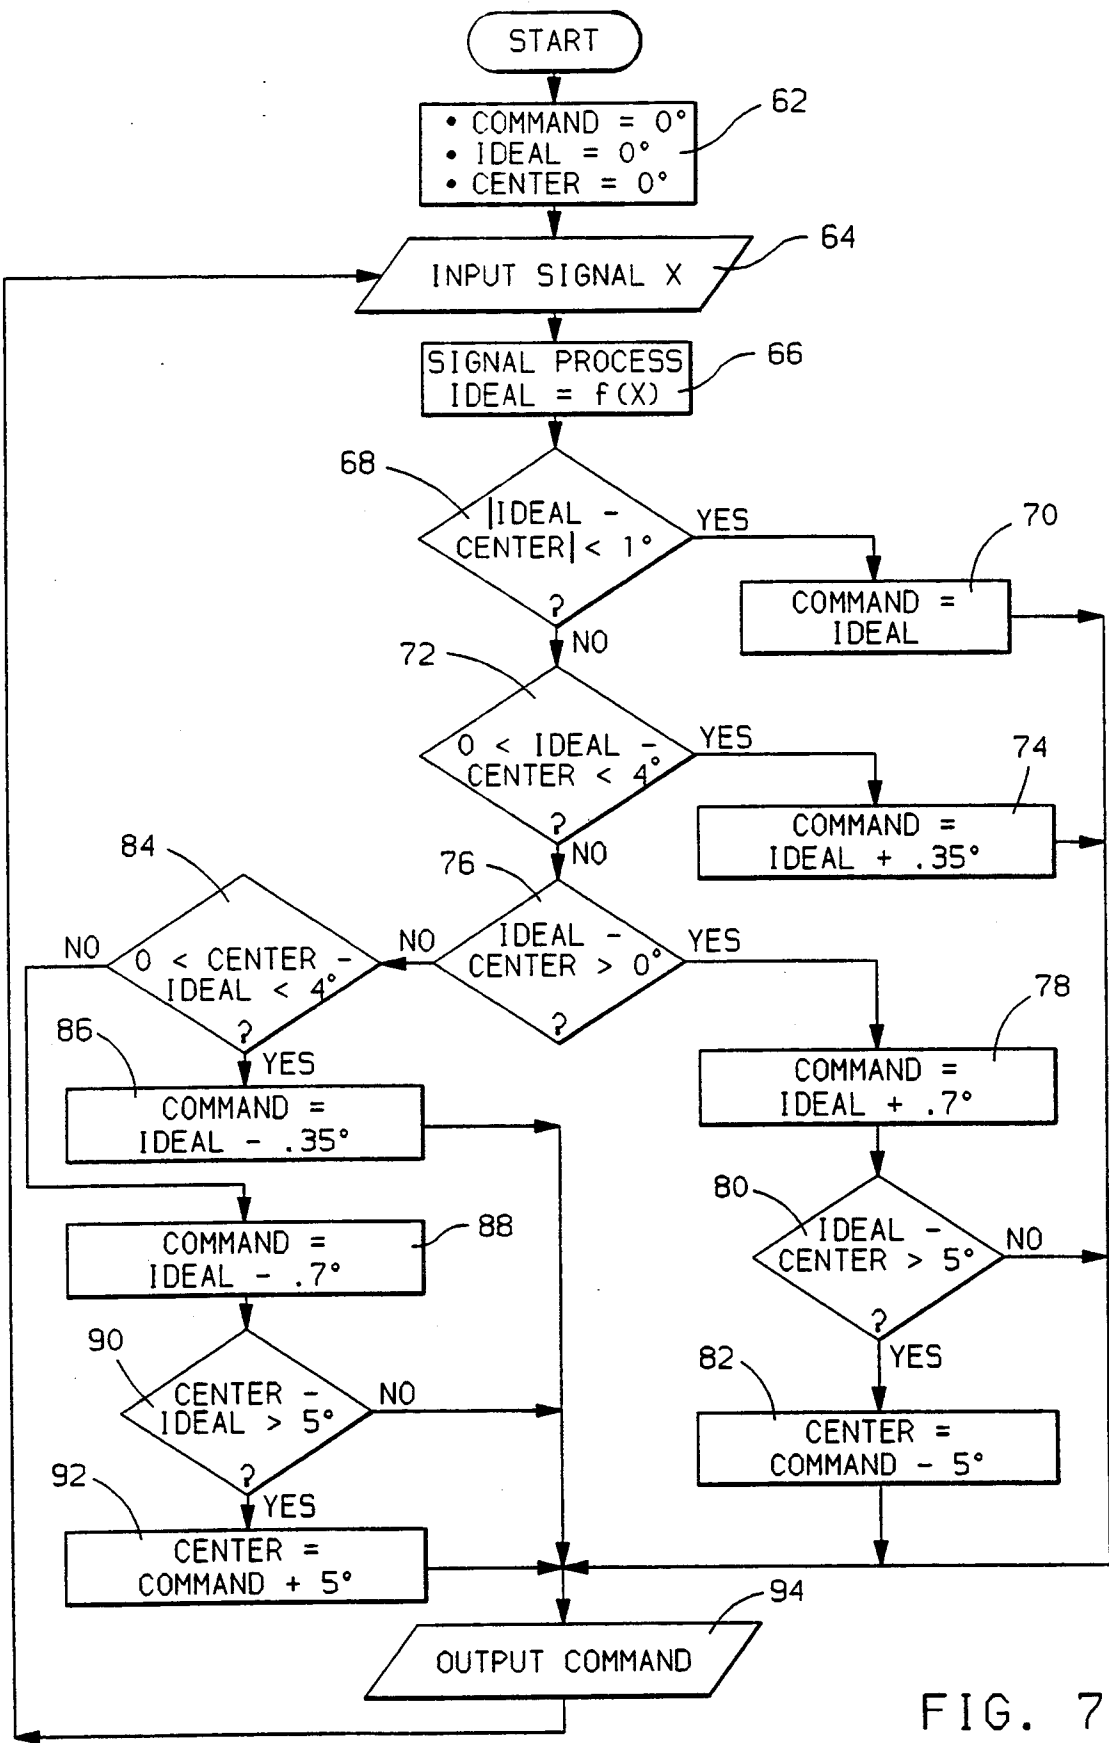 START
62
• COMMAND = 0°
• IDEAL = 0°
• CENTER = 0°
64
INPUT SIGNAL X
66
SIGNAL PROCESS
IDEAL = f(X)
68
|IDEAL -
CENTER| < 1°
?
YES
NO
70
COMMAND =
IDEAL
72
0 < IDEAL -
CENTER < 4°
?
YES
NO
74
COMMAND =
IDEAL + .35°
76
IDEAL -
CENTER > 0°
?
NO
YES
84
0 < CENTER -
IDEAL < 4°
?
NO
YES
78
COMMAND =
IDEAL + .7°
86
COMMAND =
IDEAL - .35°
80
IDEAL -
CENTER > 5°
?
NO
YES
88
COMMAND =
IDEAL - .7°
90
CENTER -
IDEAL > 5°
?
NO
YES
82
CENTER =
COMMAND - 5°
92
CENTER =
COMMAND + 5°
94
OUTPUT COMMAND
FIG. 7